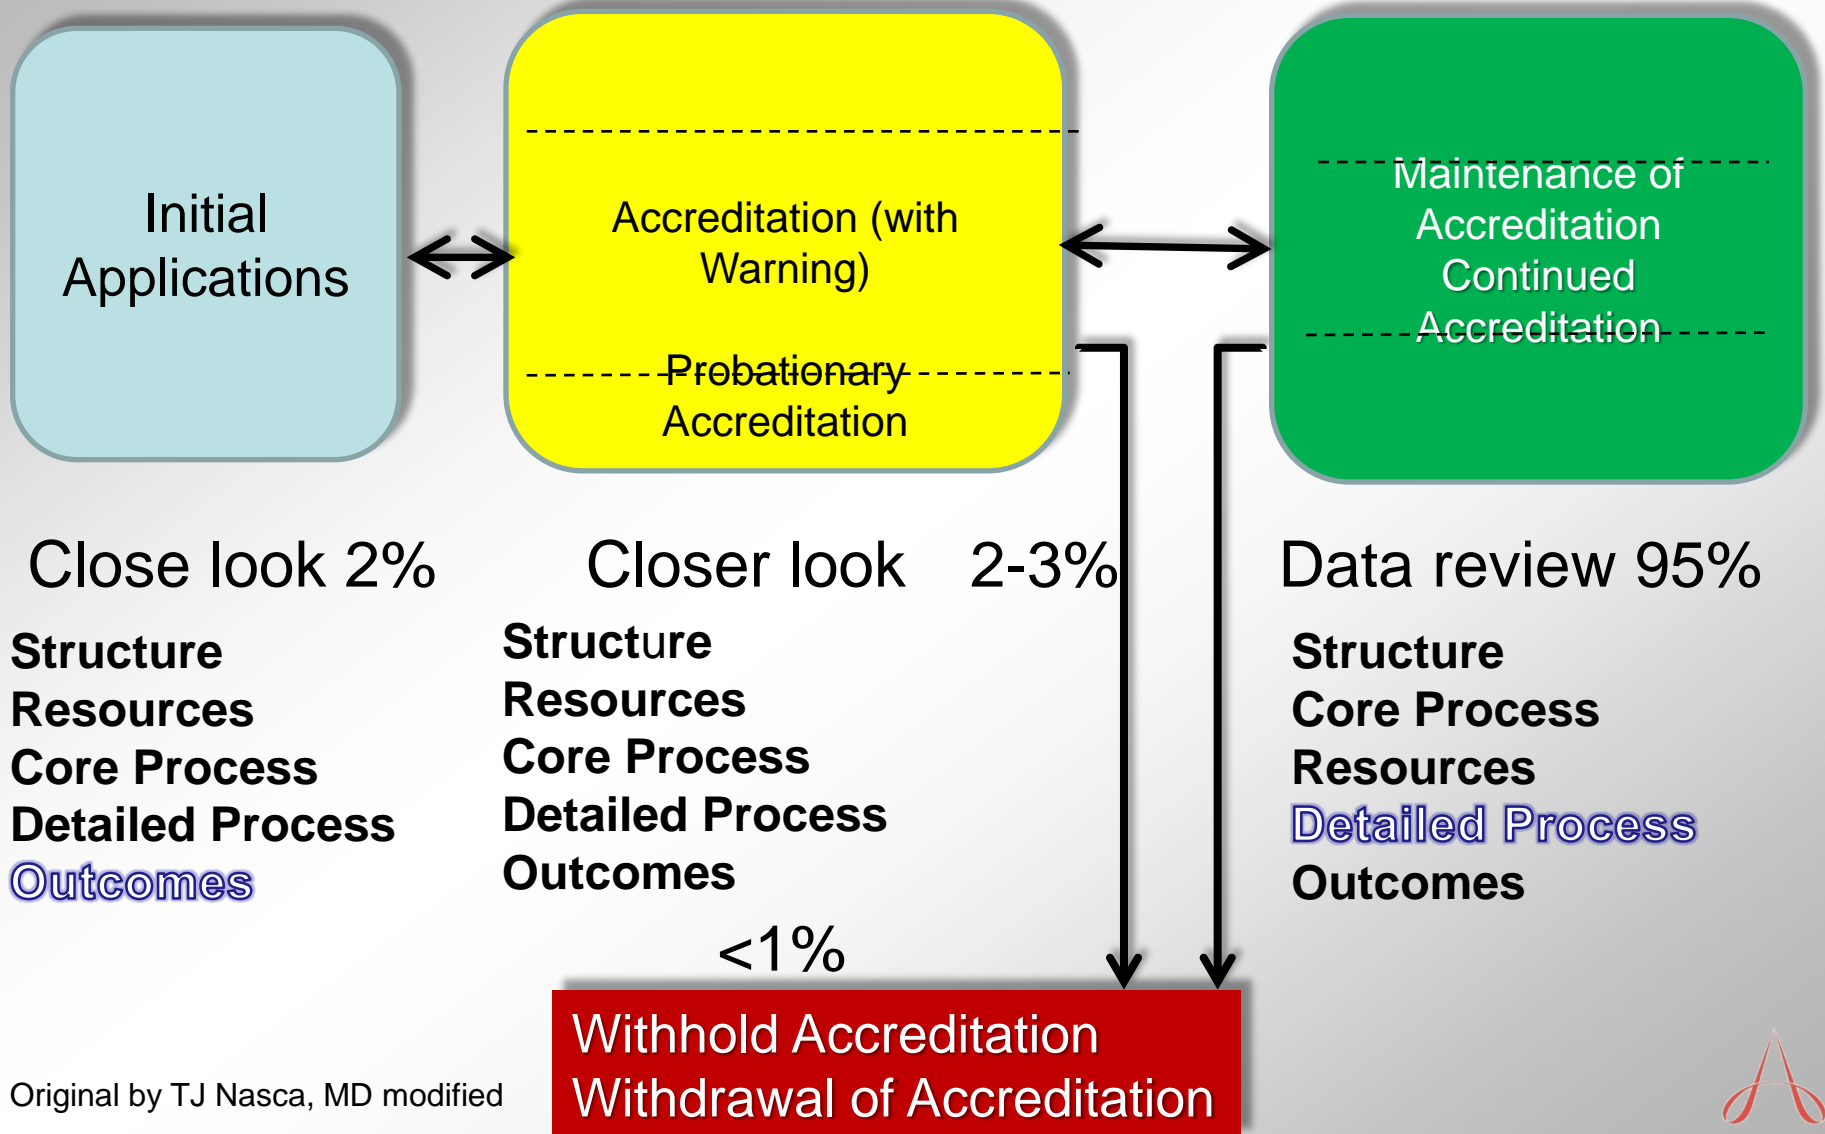 Initial
Applications
Accreditation (with
Warning)
Probationary
Accreditation
Maintenance of
Accreditation
Continued
Accreditation
Close look 2%
Structure
Resources
Core Process
Detailed Process
Outcomes
Closer look 2-3%
Structure
Resources
Core Process
Detailed Process
Outcomes
<1%
Data review 95%
Structure
Core Process
Resources
Detailed Process
Outcomes
Withhold Accreditation
Withdrawal of Accreditation
Original by TJ Nasca, MD modified